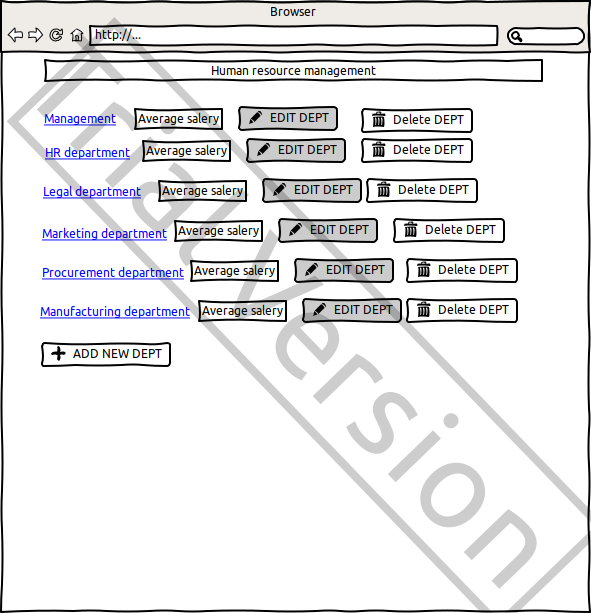 Browser
http://...
Human resource management
Management Average salery EDIT DEPT Delete DEPT
HR department Average salery EDIT DEPT Delete DEPT
Legal department Average salery EDIT DEPT Delete DEPT
Marketing department Average salery EDIT DEPT Delete DEPT
Procurement department Average salery EDIT DEPT Delete DEPT
Manufacturing department Average salery EDIT DEPT Delete DEPT
ADD NEW DEPT
Trial Version